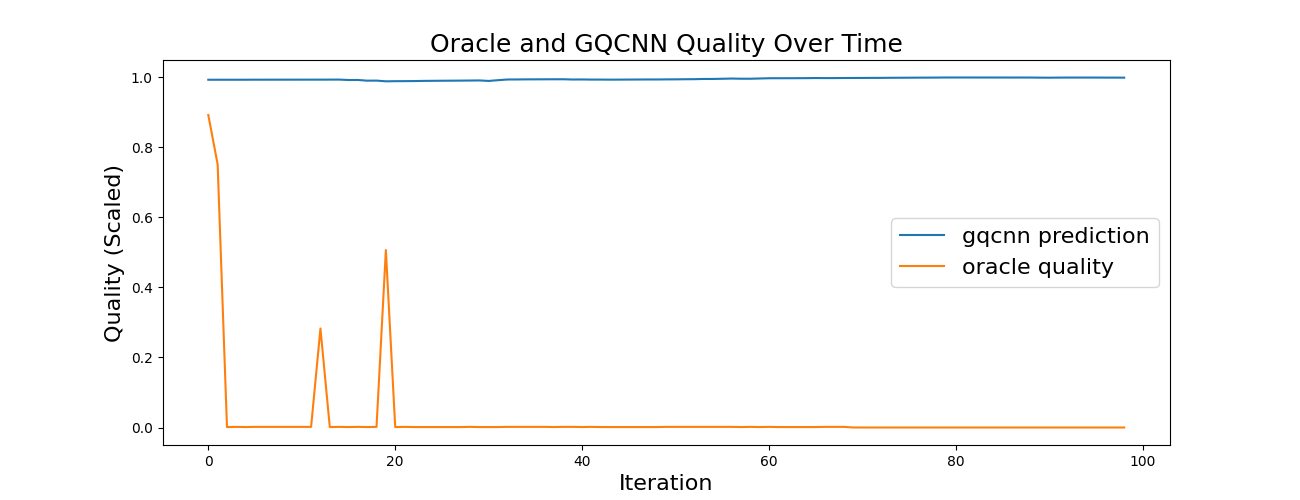 Oracle and GQCNN Quality Over Time
Quality (Scaled)
1.0
0.8
0.6
0.4
0.2
0.0
gqcnn prediction
oracle quality
0 20 40 60 80 100
Iteration